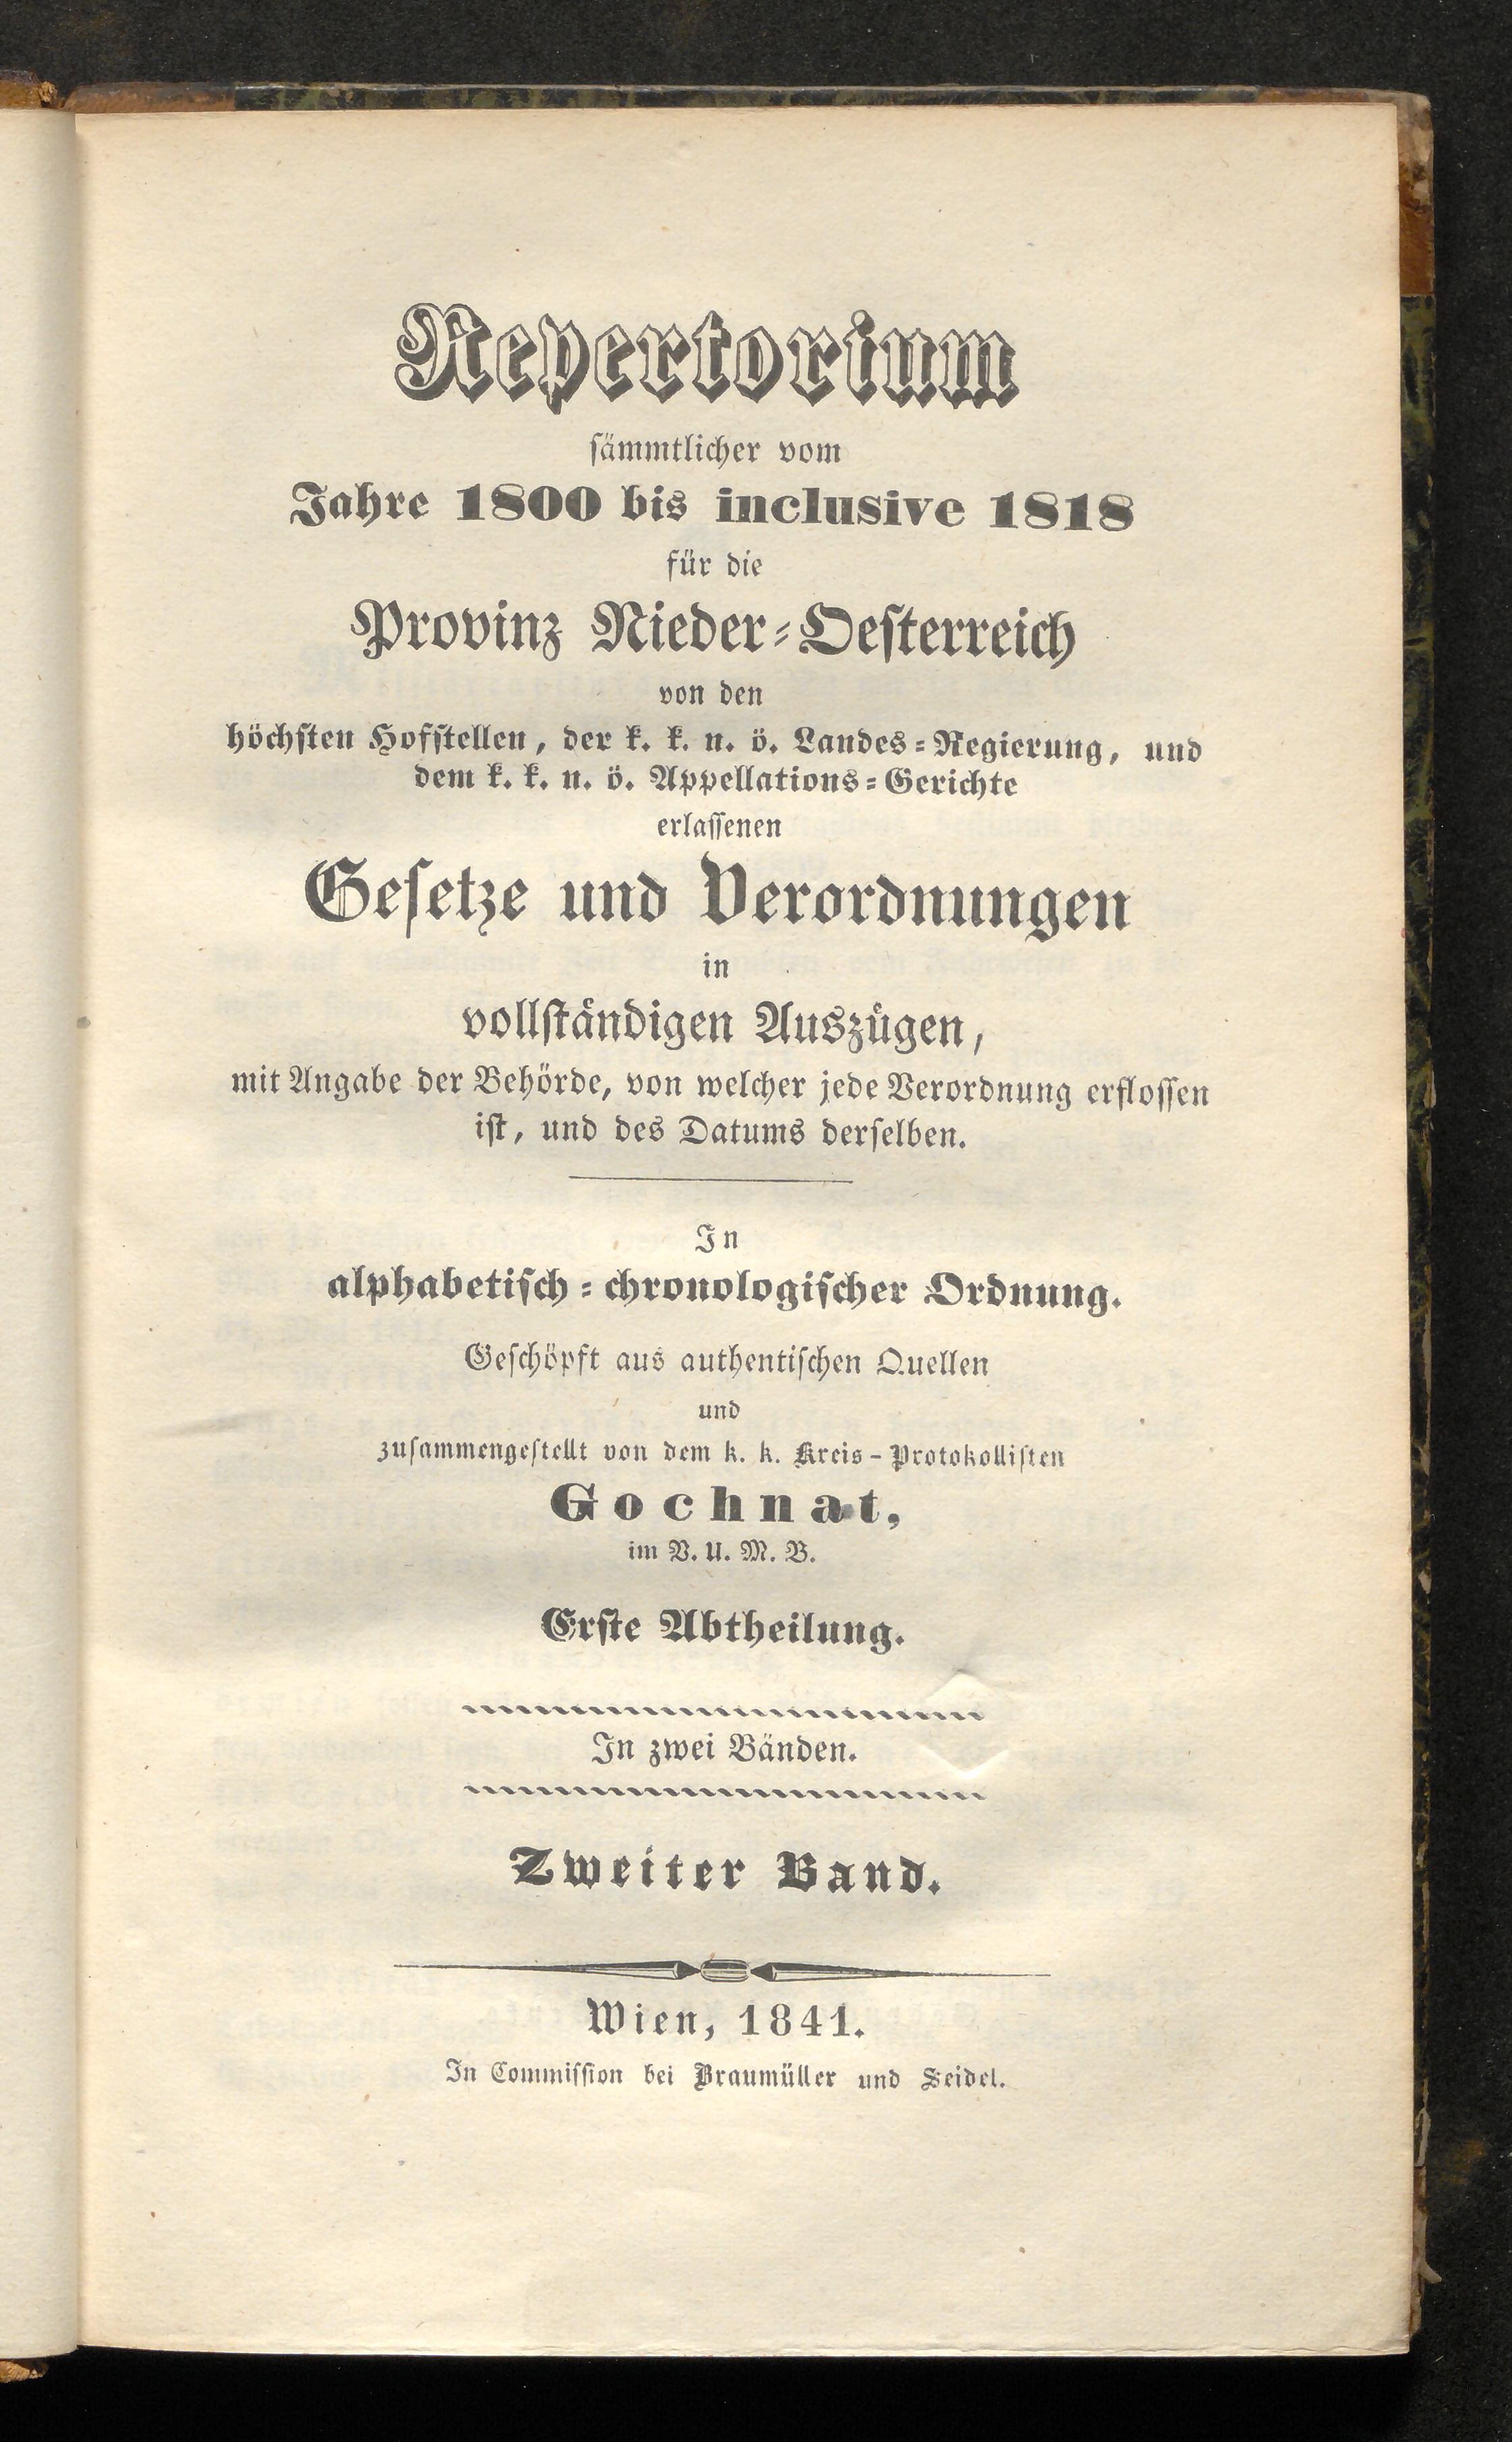 Repertorium
sämmtlicher vom
Jahre 1800 bis inclusive 1818
für die
Provinz Nieder=Oesterreich
von den
höchsten Hofstellen, der k. k. n. ö. Landes=Regierung, und
dem k. k. n. ö. Appellations=Gerichte
erlassenen
Gesetze und Verordnungen
in
vollständigen Auszügen,
mit Angabe der Behörde, von welcher jede Verordnung erflossen
ist, und des Datums derselben.
In
alphabetisch=chronologischer Ordnung.
Geschöpft aus authentischen Quellen
und
zusammengestellt von dem k. k. Kreis-Protokollisten
Gochnat,
im V. U. M. B.
Erste Abtheilung.
In zwei Bänden.
Zweiter Band.
Wien, 1841.
In Commission bei Braumüller und Seidel.